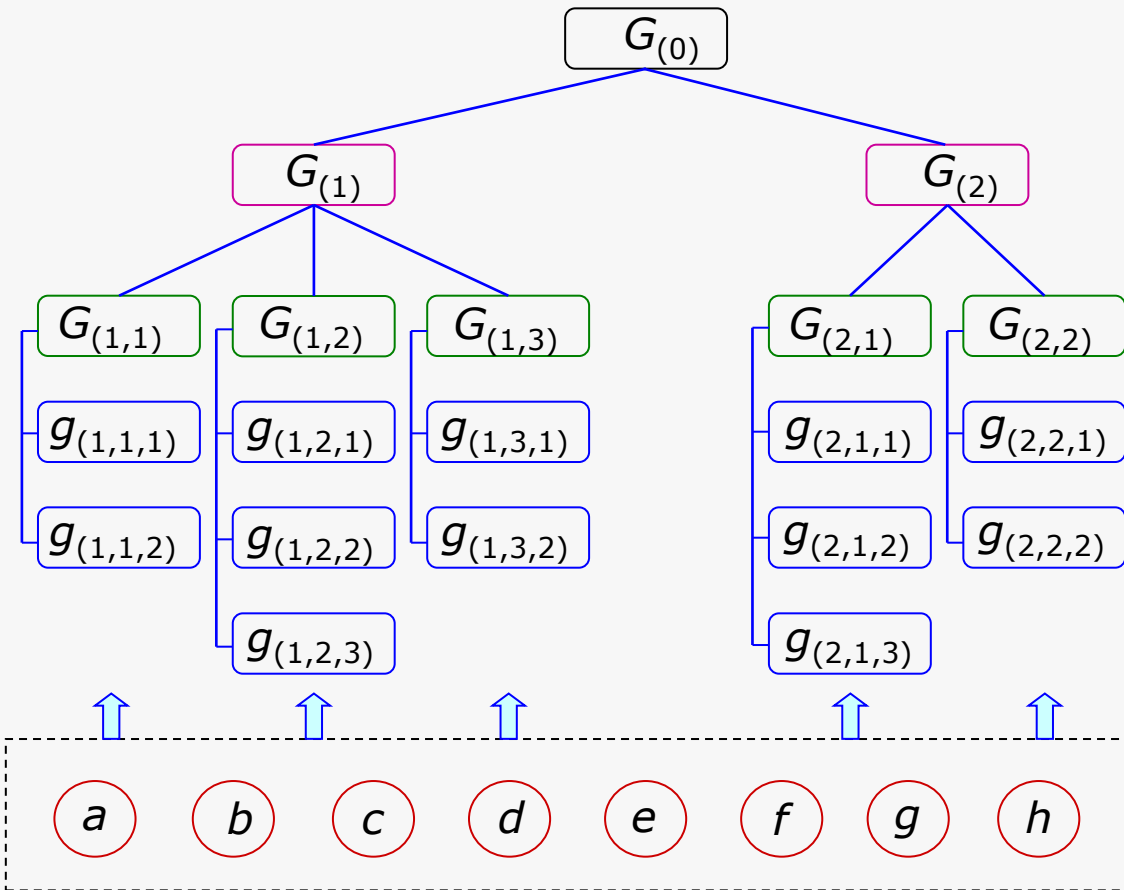 G(0)
G(1) G(2)
G(1,1) G(1,2) G(1,3) G(2,1) G(2,2)
g(1,1,1) g(1,2,1) g(1,3,1) g(2,1,1) g(2,2,1)
g(1,1,2) g(1,2,2) g(1,3,2) g(2,1,2) g(2,2,2)
g(1,2,3) g(2,1,3)
a b c d e f g h